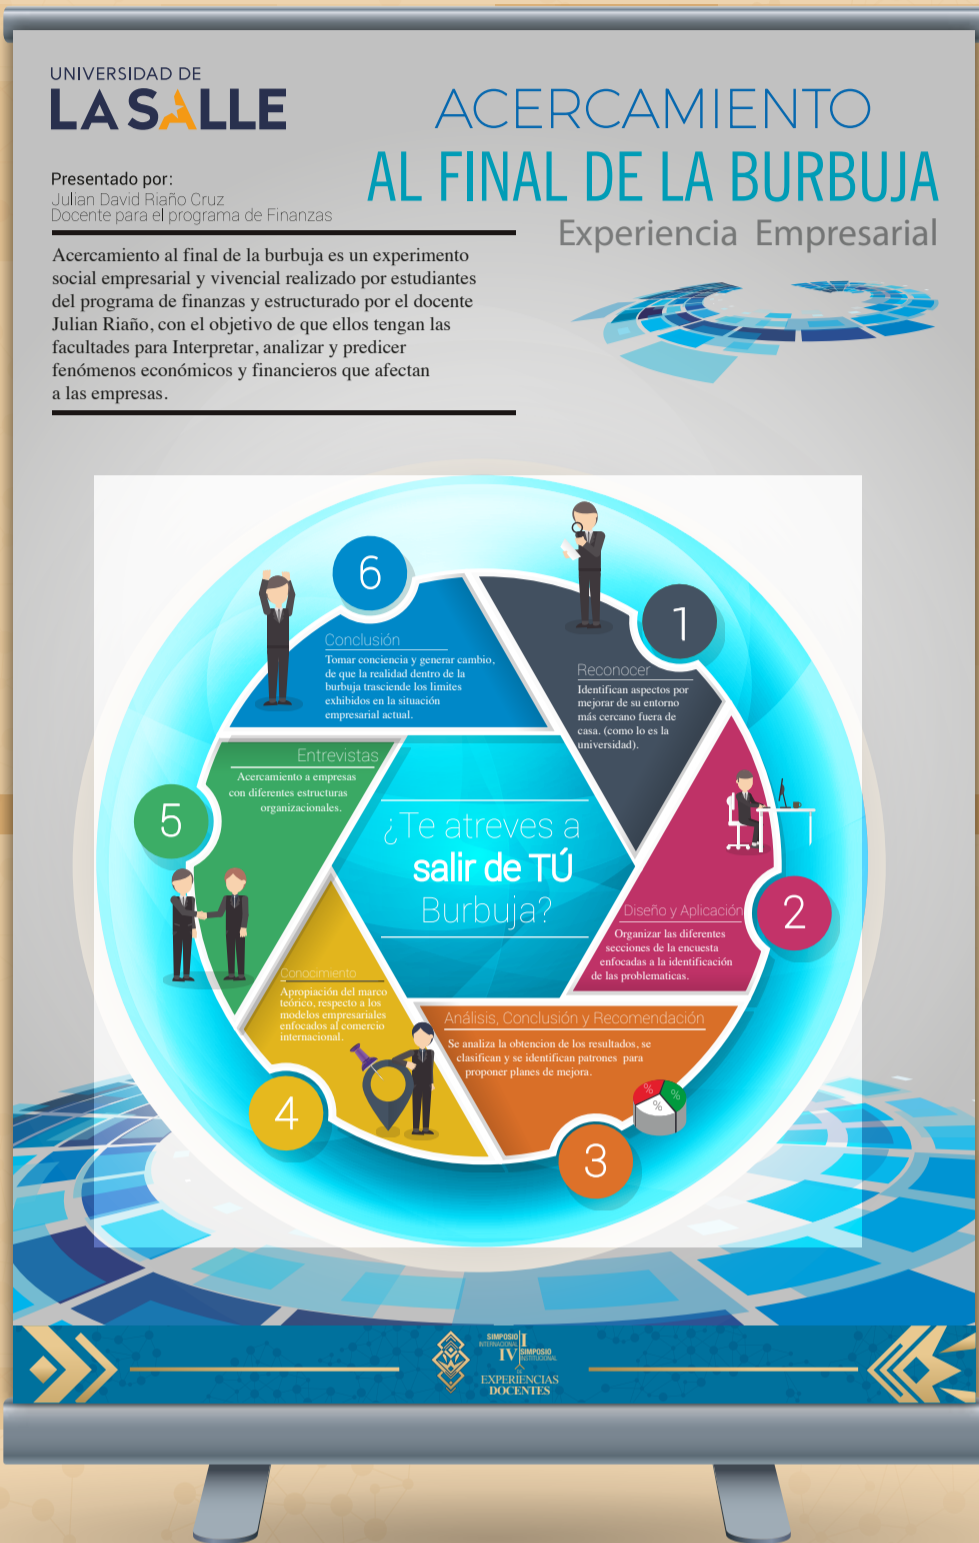 UNIVERSIDAD DE
LA SALLE
ACERCAMIENTO
AL FINAL DE LA BURBUJA
Experiencia Empresarial
Presentado por:
Julian David Riaño Cruz
Docente para el programa de Finanzas
Acercamiento al final de la burbuja es un experimento
social empresarial y vivencial realizado por estudiantes
del programa de finanzas y estructurado por el docente
Julian Riaño, con el objetivo de que ellos tengan las
facultades para Interpretar, analizar y predicer
fenómenos económicos y financieros que afectan
a las empresas.
1
Reconocer
Identifican aspectos por
mejorar de su entorno
más cercano fuera de
casa. (como lo es la
universidad).
2
Diseño y Aplicación
Organizar las diferentes
secciones de la encuesta
enfocadas a la identificación
de las problematicas.
3
Análisis, Conclusión y Recomendación
Se analiza la obtencion de los resultados, se
clasifican y se identifican patrones para
proponer planes de mejora.
% % %
4
Conocimiento
Apropiación del marco
teórico, respecto a los
modelos empresariales
enfocados al comercio
internacional.
5
Entrevistas
Acercamiento a empresas
con diferentes estructuras
organizacionales.
6
Conclusión
Tomar conciencia y generar cambio,
de que la realidad dentro de la
burbuja trasciende los limites
exhibidos en la situación
empresarial actual.
¿Te atreves a
salir de TÚ
Burbuja?
SIMPOSIO I
INTERNACIONAL
IV SIMPOSIO
INSTITUCIONAL
EXPERIENCIAS
DOCENTES